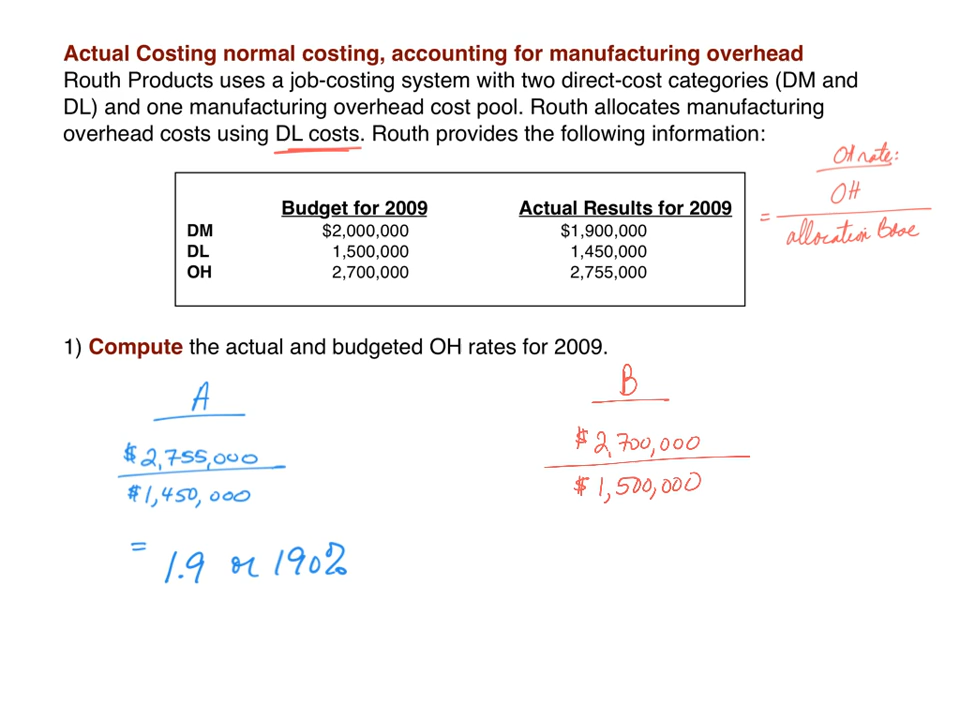 Actual Costing normal costing, accounting for manufacturing overhead
Routh Products uses a job-costing system with two direct-cost categories (DM and
DL) and one manufacturing overhead cost pool. Routh allocates manufacturing
overhead costs using DL costs. Routh provides the following information:
OH rate:
= OH
allocation Base
Budget for 2009 Actual Results for 2009
DM $2,000,000 $1,900,000
DL 1,500,000 1,450,000
OH 2,700,000 2,755,000
1) Compute the actual and budgeted OH rates for 2009.
A
$2,755,000
$1,450,000
= 1.9 or 190%
B
$2,700,000
$1,500,000